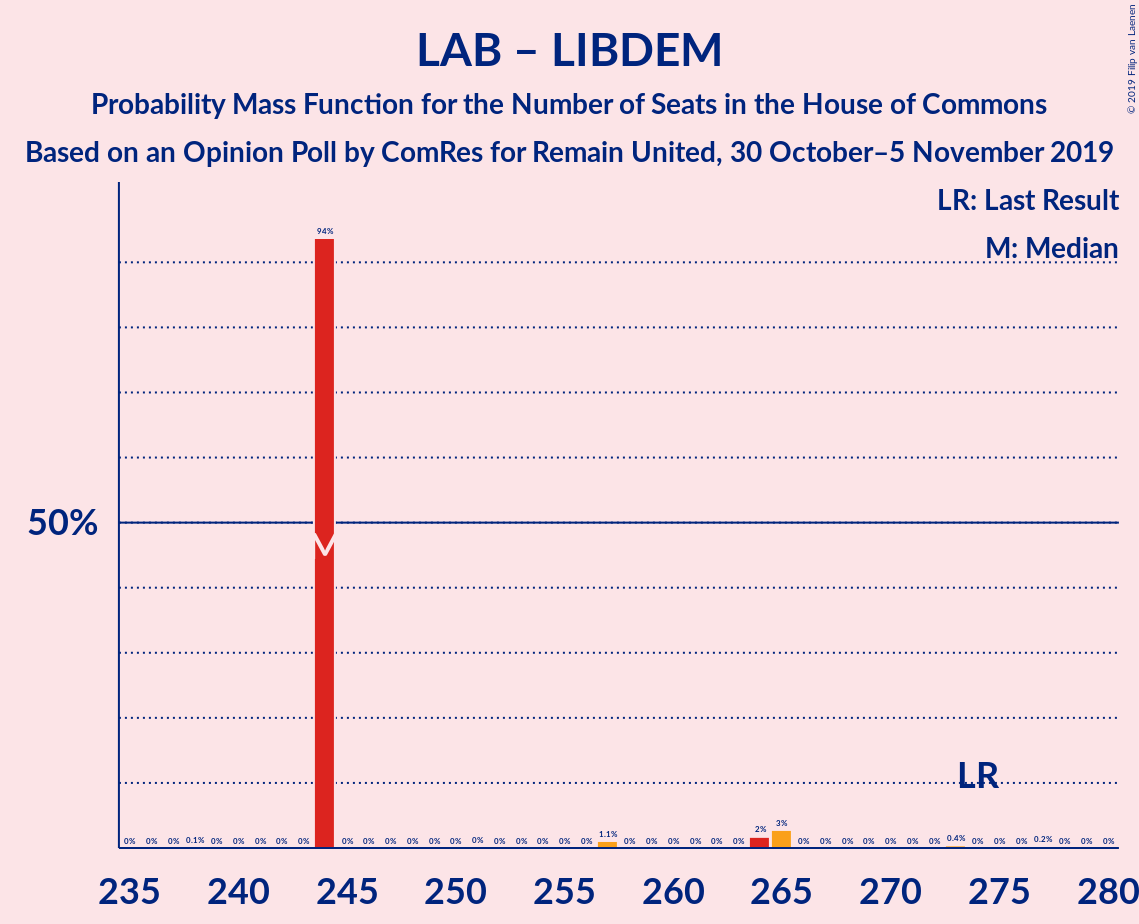 LAB – LIBDEM
Probability Mass Function for the Number of Seats in the House of Commons
Based on an Opinion Poll by ComRes for Remain United, 30 October–5 November 2019
© 2019 Filip van Laenen
LR: Last Result
M: Median
94%
50%
LR
0% 0% 0% 0.1% 0% 0% 0% 0% 0% 0% 0% 0% 0% 0% 0% 0% 0% 0% 0% 0% 0% 1.1% 0% 0% 0% 0% 0% 0% 2% 3% 0% 0% 0% 0% 0% 0% 0% 0.4% 0% 0% 0% 0.2% 0% 0% 0%
235 240 245 250 255 260 265 270 275 280